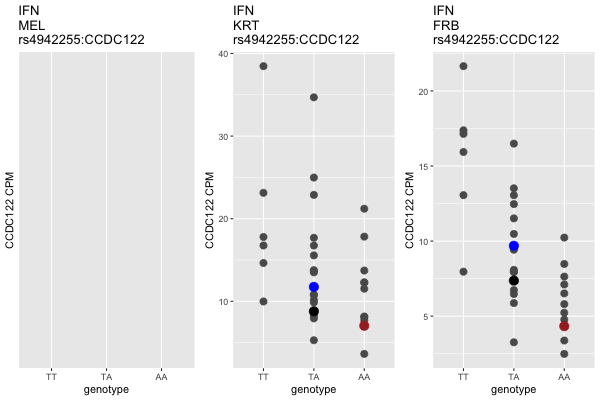 IFN
MEL
rs4942255:CCDC122
CCDC122 CPM
TT
TA
AA
genotype
IFN
KRT
rs4942255:CCDC122
CCDC122 CPM
40
30
20
10
TT
TA
AA
genotype
IFN
FRB
rs4942255:CCDC122
CCDC122 CPM
20
15
10
5
TT
TA
AA
genotype